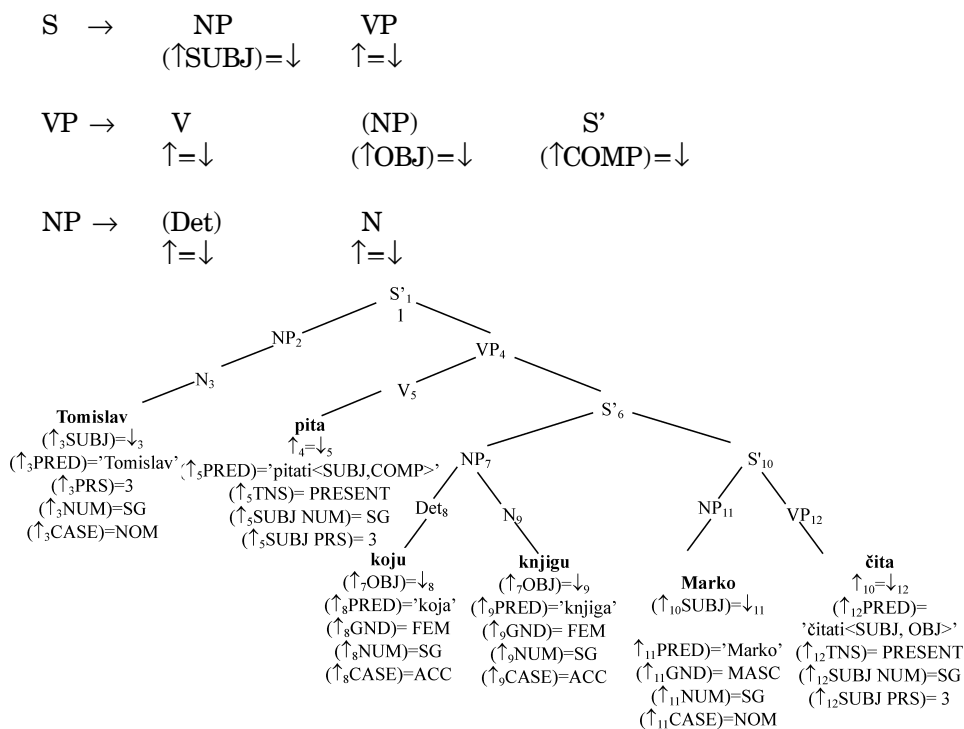 S → NP VP
(↑SUBJ)=↓ ↑=↓
VP → V (NP) S’
↑=↓ (↑OBJ)=↓ (↑COMP)=↓
NP → (Det) N
↑=↓ ↑=↓
S’₁
1
NP₂
VP₄
N₃
V₅
S’₆
Tomislav
(↑₃SUBJ)=↓₃
(↑₃PRED)=’Tomislav’
(↑₃PRS)=3
(↑₃NUM)=SG
(↑₃CASE)=NOM
pita
↑₄=↓₅
(↑₅PRED)=’pitati<SUBJ,COMP>’
(↑₅TNS)= PRESENT
(↑₅SUBJ NUM)= SG
(↑₅SUBJ PRS)= 3
NP₇
S'₁₀
Det₈
N₉
NP₁₁
VP₁₂
koju
(↑₇OBJ)=↓₈
(↑₈PRED)=’koja’
(↑₈GND)= FEM
(↑₈NUM)=SG
(↑₈CASE)=ACC
knjigu
(↑₇OBJ)=↓₉
(↑₉PRED)=’knjiga’
(↑₉GND)= FEM
(↑₉NUM)=SG
(↑₉CASE)=ACC
Marko
(↑₁₀SUBJ)=↓₁₁
↑₁₁PRED)=’Marko’
(↑₁₁GND)= MASC
(↑₁₁NUM)=SG
(↑₁₁CASE)=NOM
čita
↑₁₀=↓₁₂
(↑₁₂PRED)=
’čitati<SUBJ, OBJ>’
(↑₁₂TNS)= PRESENT
(↑₁₂SUBJ NUM)=SG
(↑₁₂SUBJ PRS)= 3